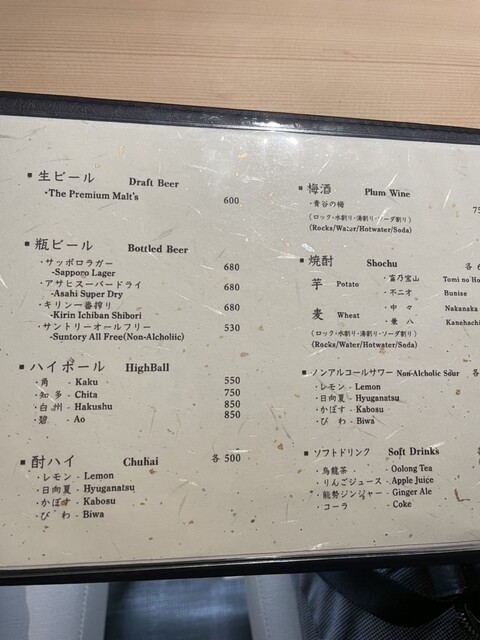 ▪生ビール Draft Beer
・The Premium Malt's 600
▪瓶ビール Bottled Beer
・サッポロラガー 680
-Sapporo Lager
・アサヒスーパードライ 680
-Asahi Super Dry
・キリン一番搾り 680
-Kirin Ichiban Shibori
・サントリーオールフリー 530
-Suntory All Free(Non-Alcholiic)
▪ハイボール HighBall
・角 - Kaku 550
・知多 - Chita 750
・白州 - Hakushu 850
・碧 - Ao 850
▪酎ハイ Chuhai 各500
・レモン - Lemon
・日向夏 - Hyuganatsu
・かぼす - Kabosu
・びわ - Biwa
▪梅酒 Plum Wine
・青谷の梅
(ロック・水割り・湯割り・ソーダ割り)
(Rocks/Water/Hotwater/Soda)
▪焼酎 Shochu 各
芋 Potato ・富乃宝山 Tomi no
・不二才 Bunise
麦 Wheat ・中々 Nakanaka
・兼八 Kanehachi
(ロック・水割り・湯割り・ソーダ割り)
(Rocks/Water/Hotwater/Soda)
▪ノンアルコールサワー Non-Alcholic Sour 各
・レモン - Lemon
・日向夏 - Hyuganatsu
・かぼす - Kabosu
・びわ - Biwa
▪ソフトドリンク Soft Drinks
・烏龍茶 - Oolong Tea
・りんごジュース - Apple Juice
・能勢ジンジャー - Ginger Ale
・コーラ - Coke